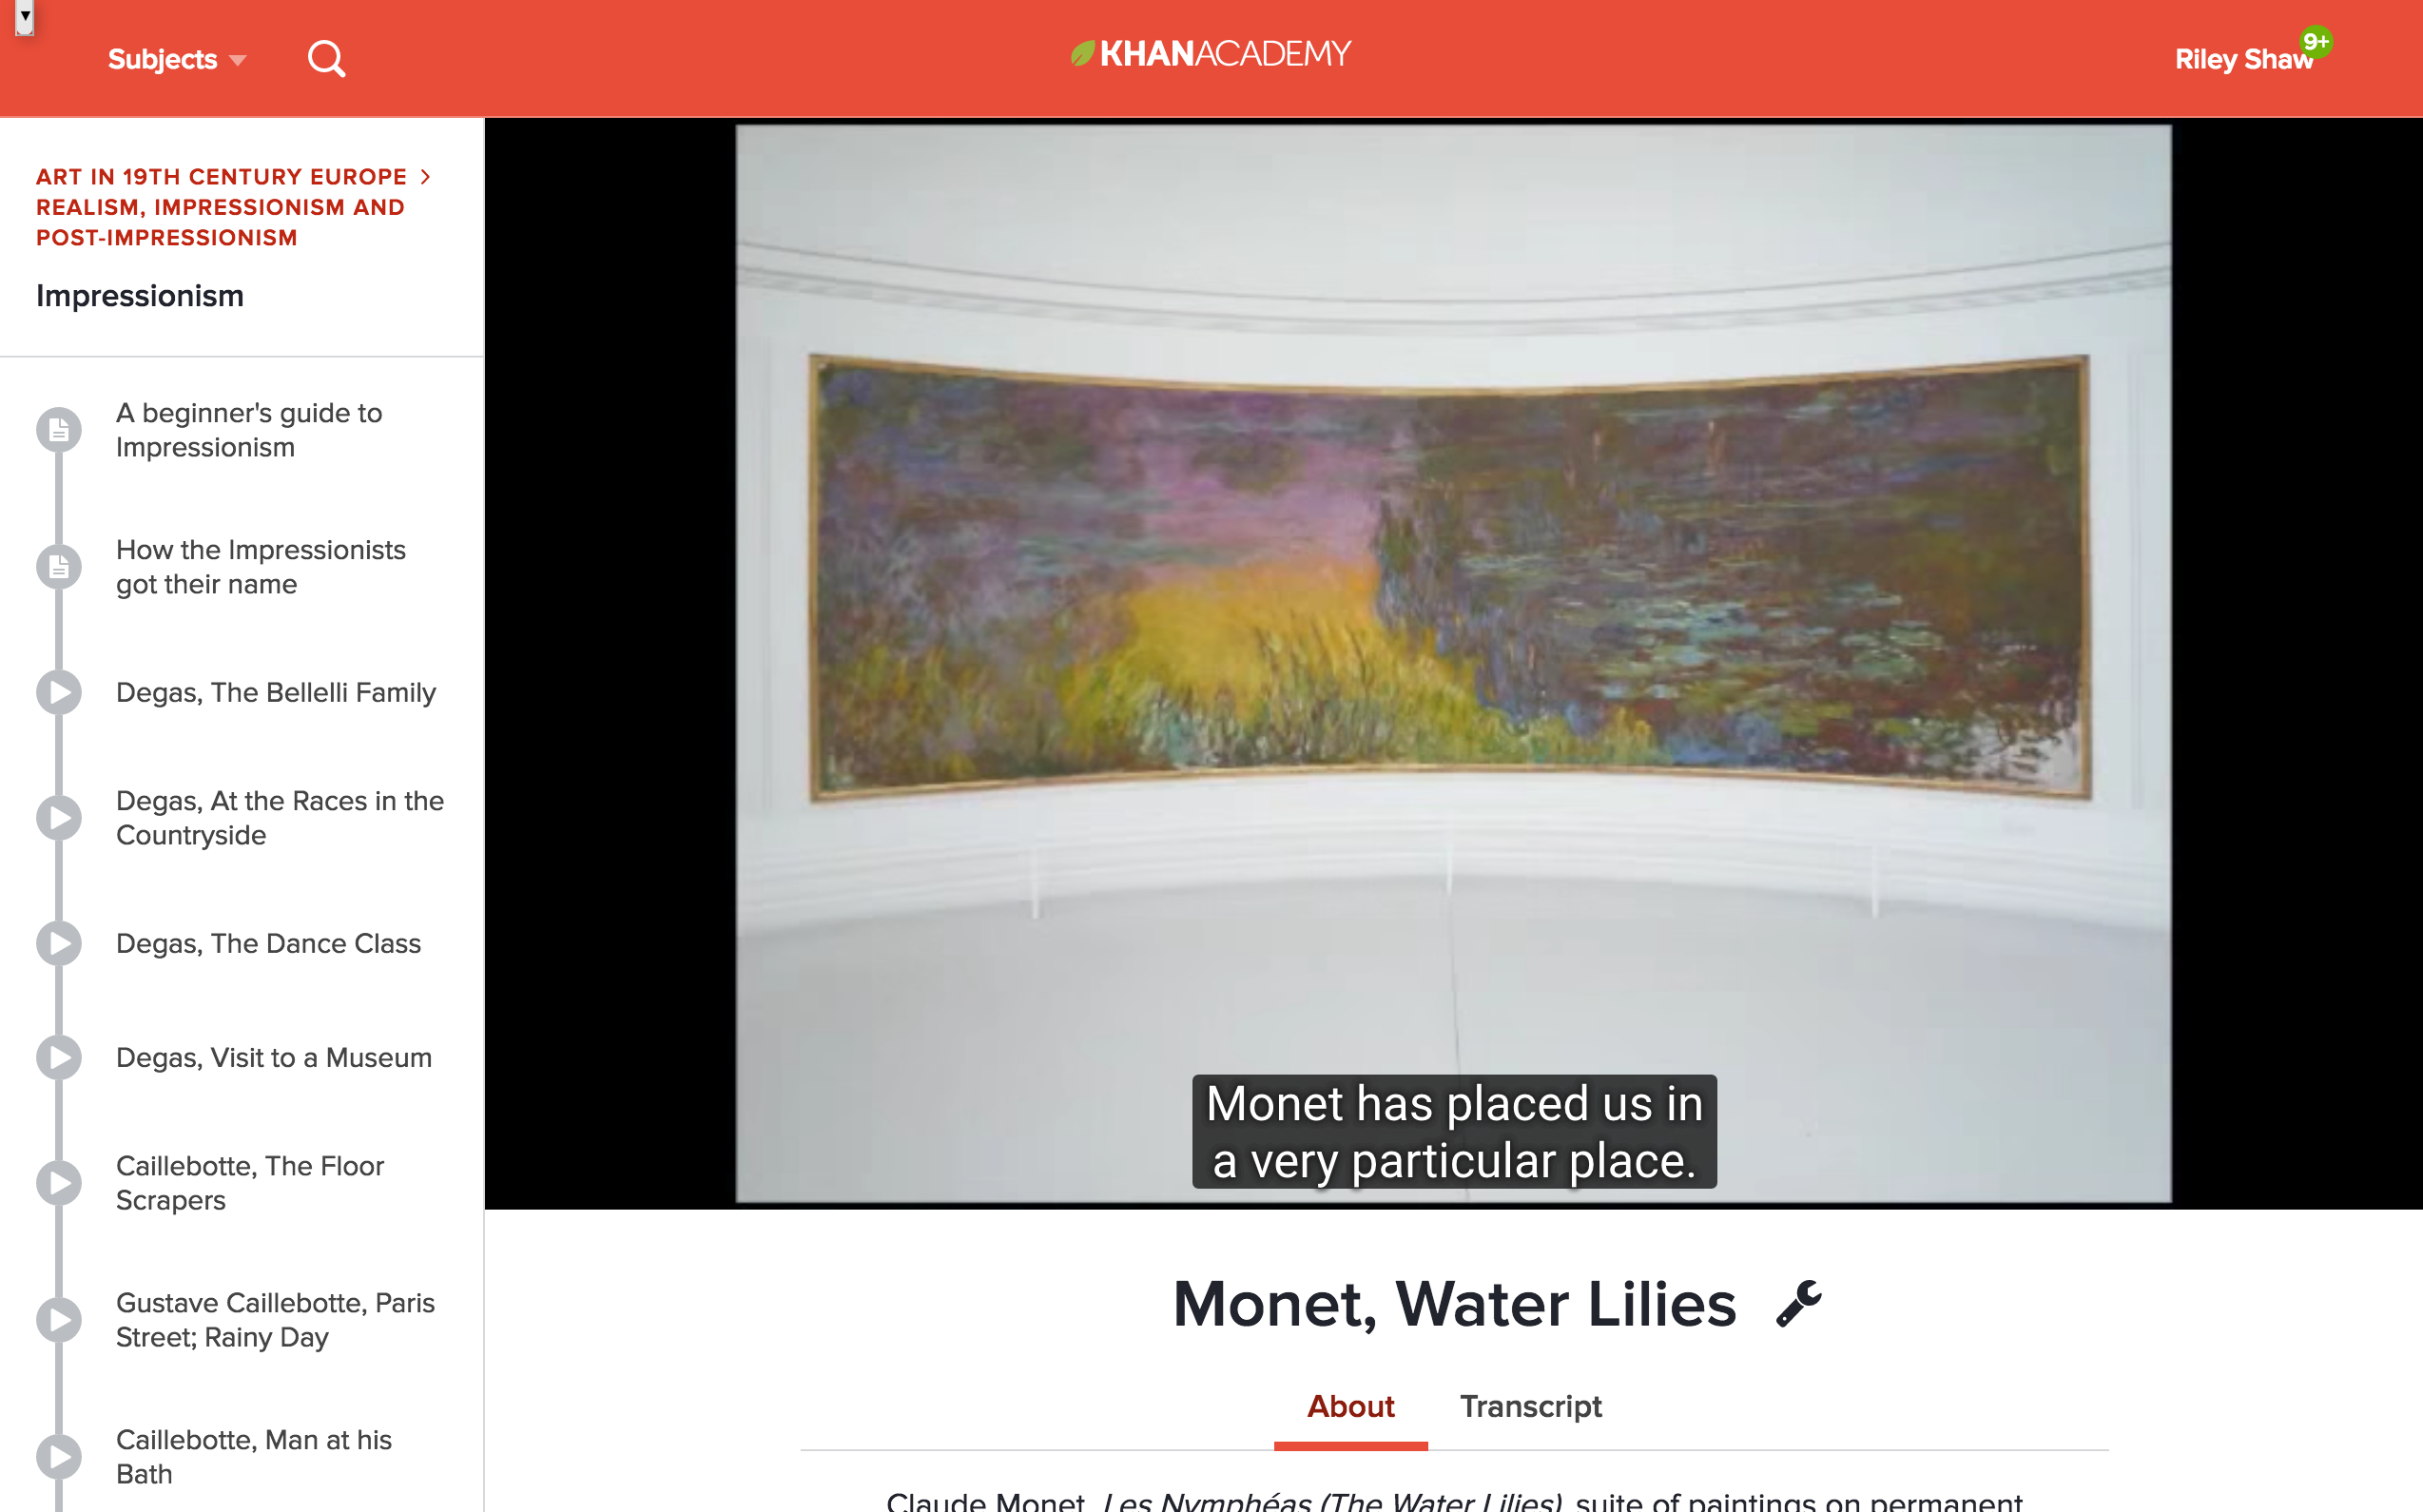 Subjects
KHANACADEMY
Riley Shaw
9+
ART IN 19TH CENTURY EUROPE
REALISM, IMPRESSIONISM AND
POST-IMPRESSIONISM
Impressionism
A beginner's guide to
Impressionism
How the Impressionists
got their name
Degas, The Bellelli Family
Degas, At the Races in the
Countryside
Degas, The Dance Class
Degas, Visit to a Museum
Caillebotte, The Floor
Scrapers
Gustave Caillebotte, Paris
Street; Rainy Day
Caillebotte, Man at his
Bath
Monet has placed us in
a very particular place.
Monet, Water Lilies
About
Transcript
Claude Monet, Les Nymphéas (The Water Lilies), suite of paintings on permanent